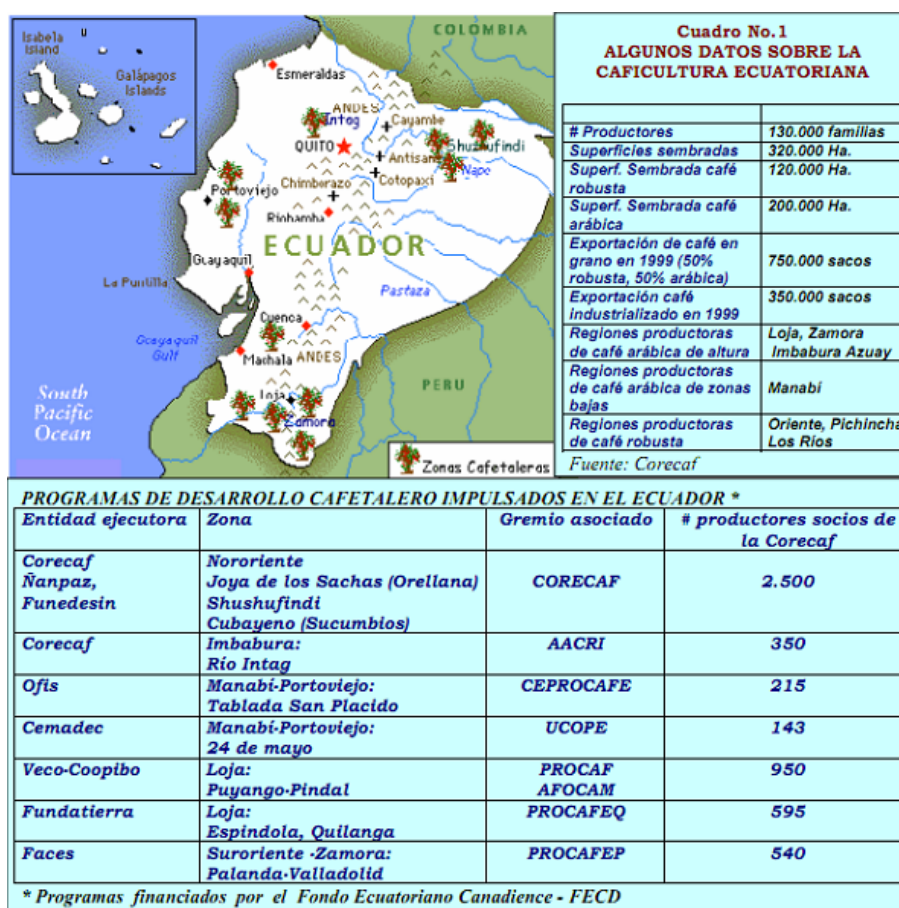 Isabela
Island
Galápagos
Islands
COLOMBIA
Esmeraldas
ANDES
Intag
Cayambe
QUITO
Shushufindi
Antisana
Napo
Cotopaxi
Chimborazo
Portoviejo
Riobamba
ECUADOR
Guayaquil
La Puntilla
Pastaza
Cuenca
Guayaquil
Gulf
Machala
ANDES
South
Pacific
Ocean
Loja
Zamora
PERU
Zonas Cafetaleras
Cuadro No.1
ALGUNOS DATOS SOBRE LA
CAFICULTURA ECUATORIANA
# Productores 130.000 familias
Superficies sembradas 320.000 Ha.
Superf. Sembrada café 120.000 Ha.
robusta
Superf. Sembrada café 200.000 Ha.
arábica
Exportación de café en
grano en 1999 (50% 750.000 sacos
robusta, 50% arábica)
Exportación café 350.000 sacos
industrializado en 1999
Regiones productoras Loja, Zamora
de café arábica de altura Imbabura Azuay
Regiones productoras
de café arábica de zonas Manabí
bajas
Regiones productoras Oriente, Pichincha
de café robusta Los Ríos
Fuente: Corecaf
PROGRAMAS DE DESARROLLO CAFETALERO IMPULSADOS EN EL ECUADOR *
Entidad ejecutora Zona Gremio asociado # productores socios de
la Corecaf
Corecaf Nororiente
Ñanpaz, Joya de los Sachas (Orellana) CORECAF 2.500
Funedesin Shushufindi
Cubayeno (Sucumbios)
Corecaf Imbabura: AACRI 350
Río Intag
Ofis Manabí-Portoviejo: CEPROCAFE 215
Tablada San Placido
Cemadec Manabí-Portoviejo: UCOPE 143
24 de mayo
Veco-Coopibo Loja: PROCAF 950
Puyango-Pindal AFOCAM
Fundatierra Loja: PROCAFEQ 595
Espindola, Quilanga
Faces Suroriente -Zamora: PROCAFEP 540
Palanda-Valladolid
* Programas financiados por el Fondo Ecuatoriano Canadience - FECD